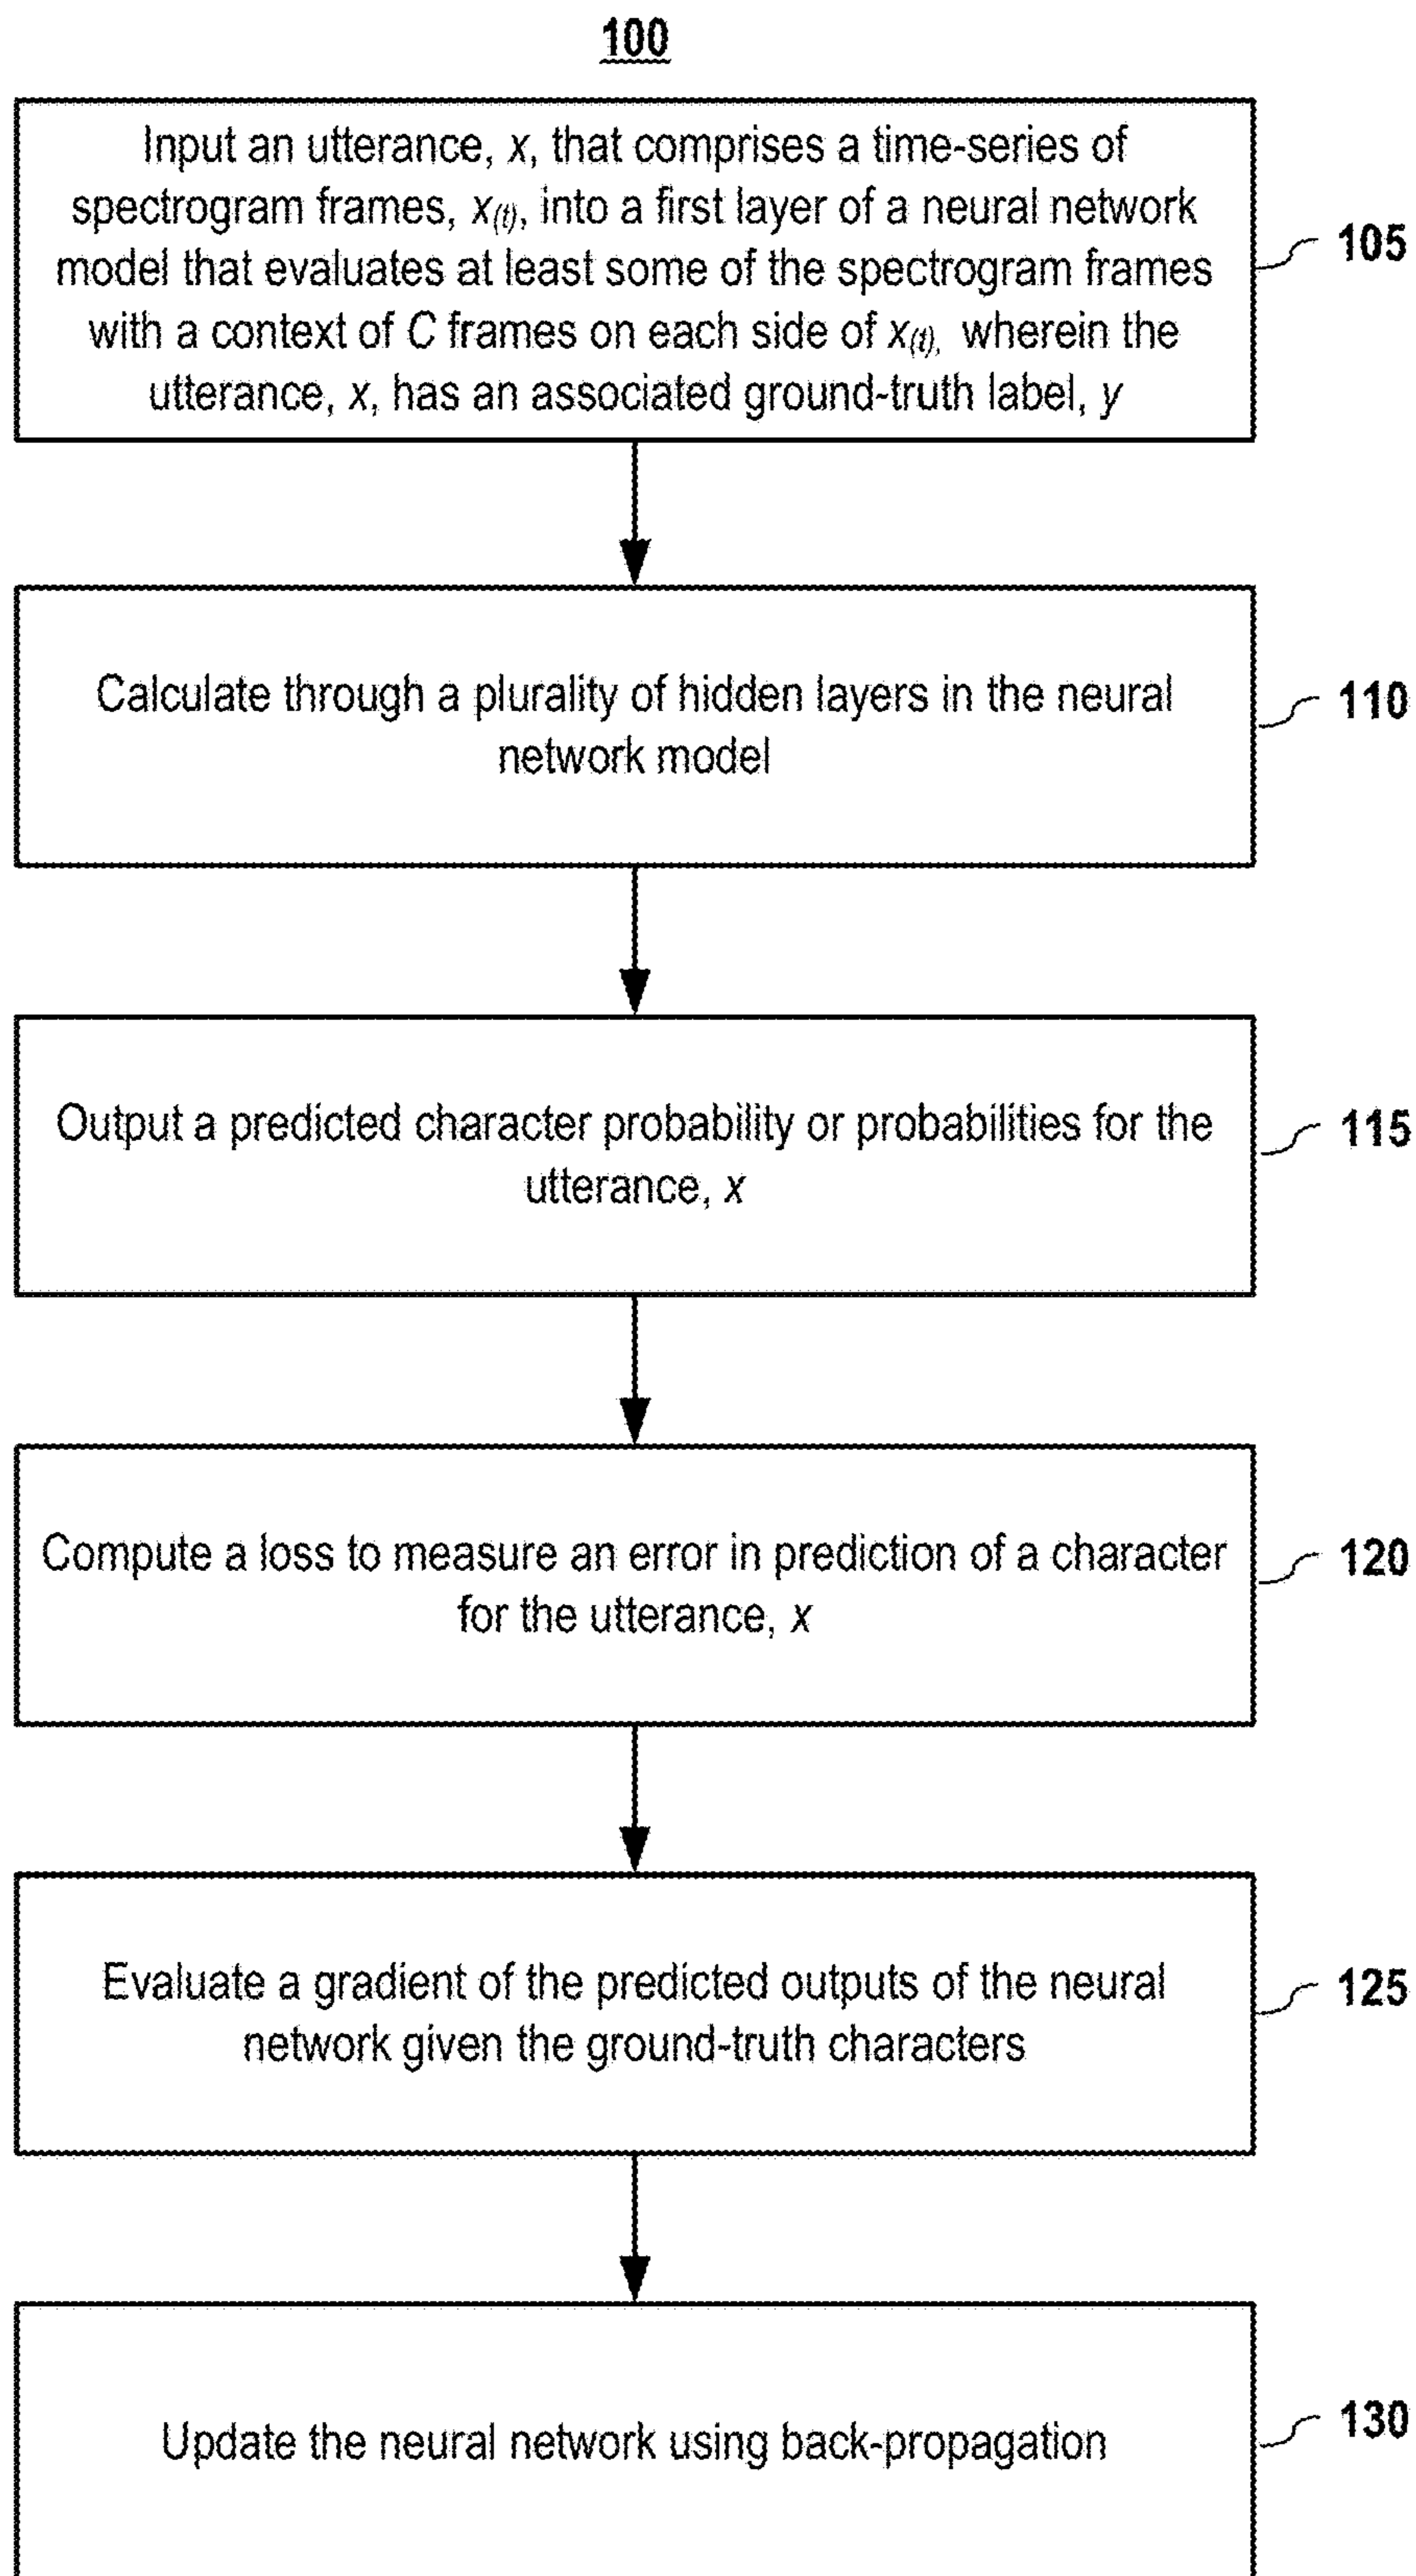 100
Input an utterance, x, that comprises a time-series of
spectrogram frames, x(t), into a first layer of a neural network
model that evaluates at least some of the spectrogram frames
with a context of C frames on each side of x(t), wherein the
utterance, x, has an associated ground-truth label, y
105
Calculate through a plurality of hidden layers in the neural
network model
110
Output a predicted character probability or probabilities for the
utterance, x
115
Compute a loss to measure an error in prediction of a character
for the utterance, x
120
Evaluate a gradient of the predicted outputs of the neural
network given the ground-truth characters
125
Update the neural network using back-propagation
130